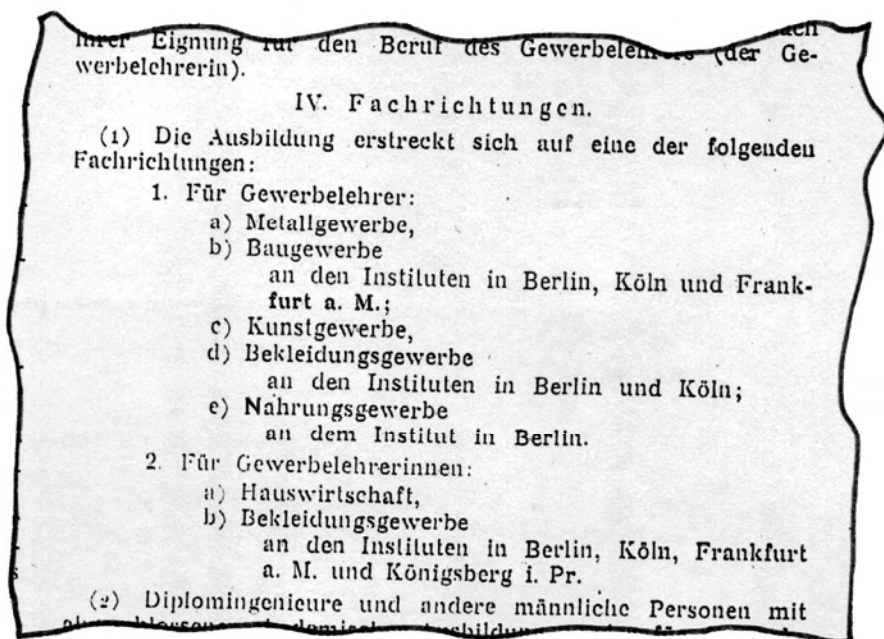 ihrer Eignung für den Beruf des Gewerbelehrers (der Ge-
werbelehrerin).
IV. Fachrichtungen.
(1) Die Ausbildung erstreckt sich auf eine der folgenden
Fachrichtungen:
1. Für Gewerbelehrer:
a) Metallgewerbe,
b) Baugewerbe
an den Instituten in Berlin, Köln und Frank-
furt a. M.;
c) Kunstgewerbe,
d) Bekleidungsgewerbe
an den Instituten in Berlin und Köln;
e) Nahrungsgewerbe
an dem Institut in Berlin.
2. Für Gewerbelehrerinnen:
a) Hauswirtschaft,
b) Bekleidungsgewerbe
an den Instituten in Berlin, Köln, Frankfurt
a. M. und Königsberg i. Pr.
(2) Diplomingenieure und andere männliche Personen mit